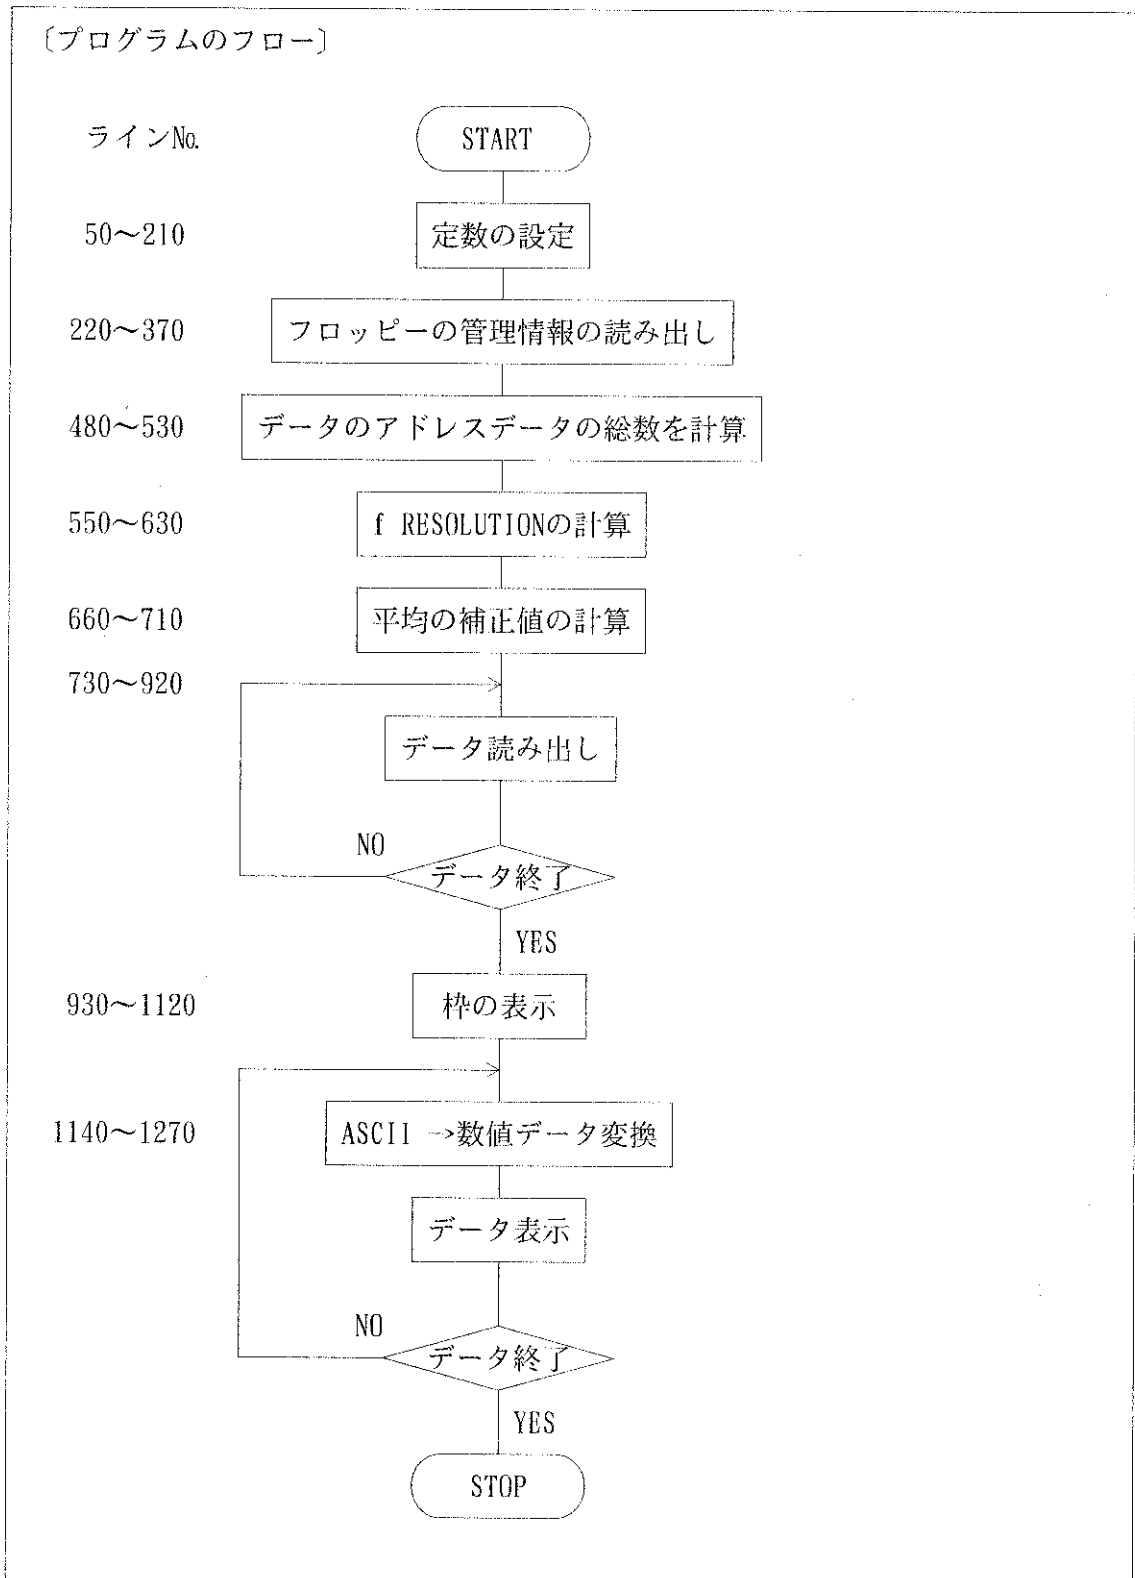 〔プログラムのフロー〕
ラインNo. START
50～210 定数の設定
220～370 フロッピーの管理情報の読み出し
480～530 データのアドレスデータの総数を計算
550～630 f RESOLUTIONの計算
660～710 平均の補正値の計算
730～920
データ読み出し
NO
データ終了
YES
930～1120 枠の表示
1140～1270 ASCII →数値データ変換
データ表示
NO
データ終了
YES
STOP